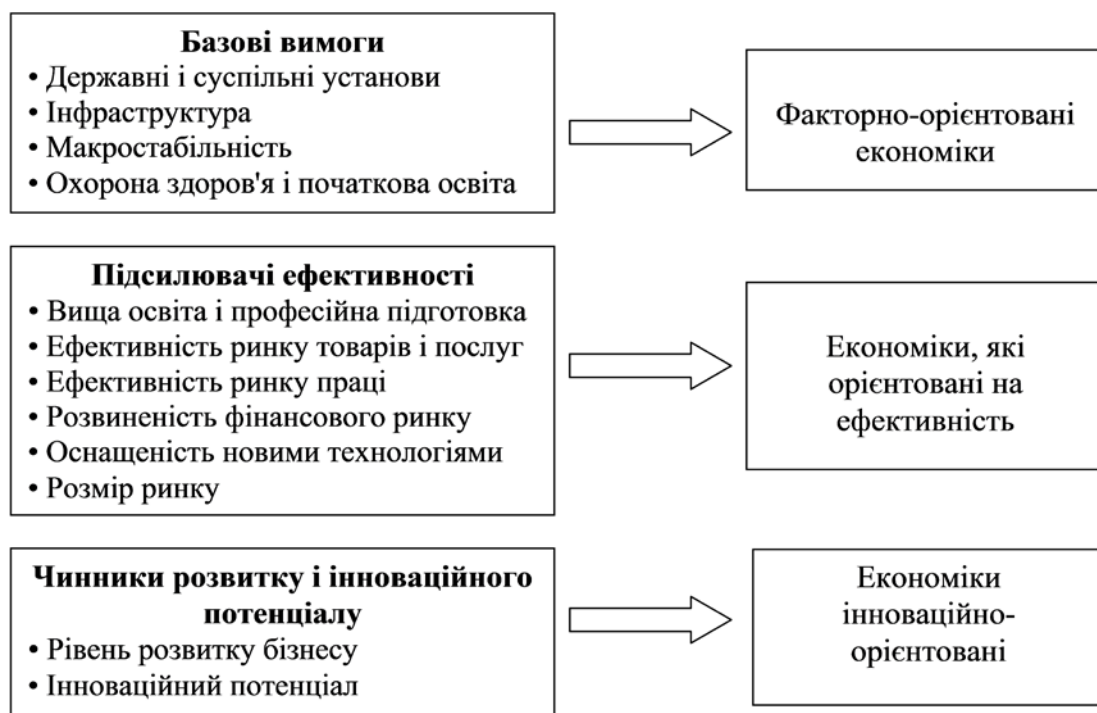 Базові вимоги
• Державні і суспільні установи
• Інфраструктура
• Макростабільність
• Охорона здоров'я і початкова освіта
Факторно-орієнтовані
економіки
Підсилювачі ефективності
• Вища освіта і професійна підготовка
• Ефективність ринку товарів і послуг
• Ефективність ринку праці
• Розвиненість фінансового ринку
• Оснащеність новими технологіями
• Розмір ринку
Економіки, які
орієнтовані на
ефективність
Чинники розвитку і інноваційного
потенціалу
• Рівень розвитку бізнесу
• Інноваційний потенціал
Економіки
інноваційно-
орієнтовані